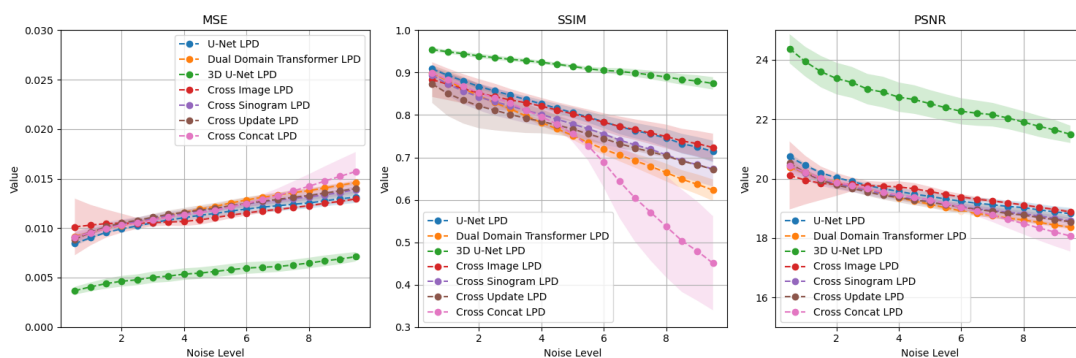 MSE
0.030
0.025
0.020
0.015
0.010
0.005
0.000
Value
2
4
6
8
Noise Level
U-Net LPD
Dual Domain Transformer LPD
3D U-Net LPD
Cross Image LPD
Cross Sinogram LPD
Cross Update LPD
Cross Concat LPD
SSIM
1.0
0.9
0.8
0.7
0.6
0.5
0.4
0.3
Value
2
4
6
8
Noise Level
U-Net LPD
Dual Domain Transformer LPD
3D U-Net LPD
Cross Image LPD
Cross Sinogram LPD
Cross Update LPD
Cross Concat LPD
PSNR
24
22
20
18
16
Value
2
4
6
8
Noise Level
U-Net LPD
Dual Domain Transformer LPD
3D U-Net LPD
Cross Image LPD
Cross Sinogram LPD
Cross Update LPD
Cross Concat LPD